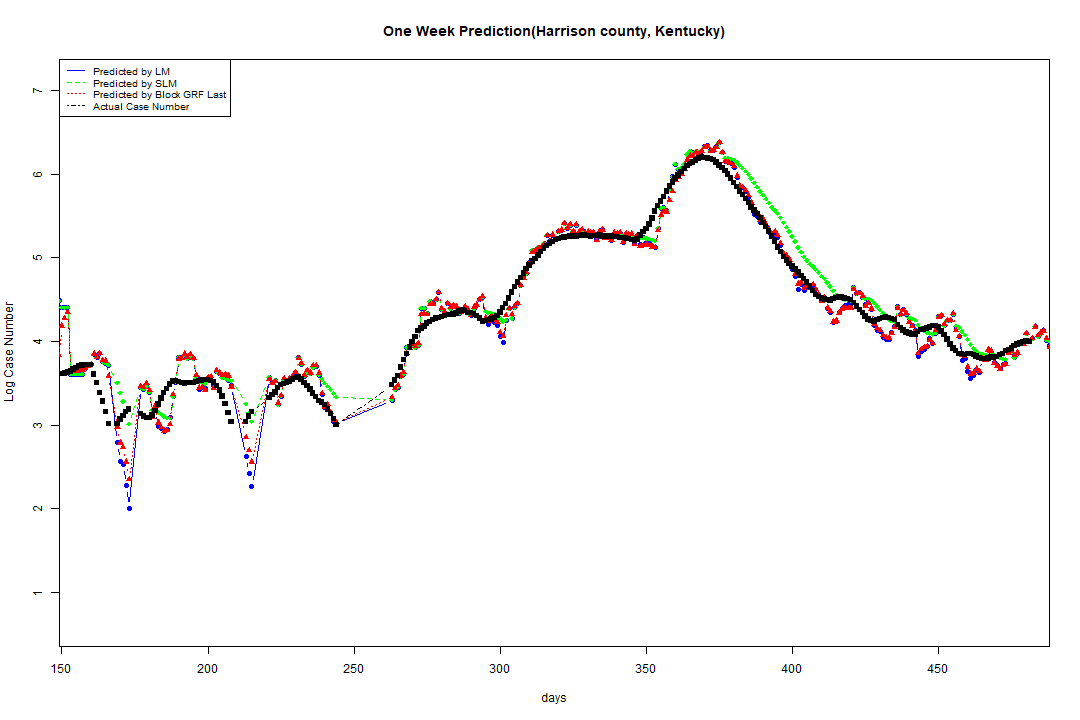 One Week Prediction(Harrison county, Kentucky)
Predicted by LM
Predicted by SLM
Predicted by Block GRF Last
Actual Case Number
7
6
5
4
3
2
1
Log Case Number
150 200 250 300 350 400 450
days